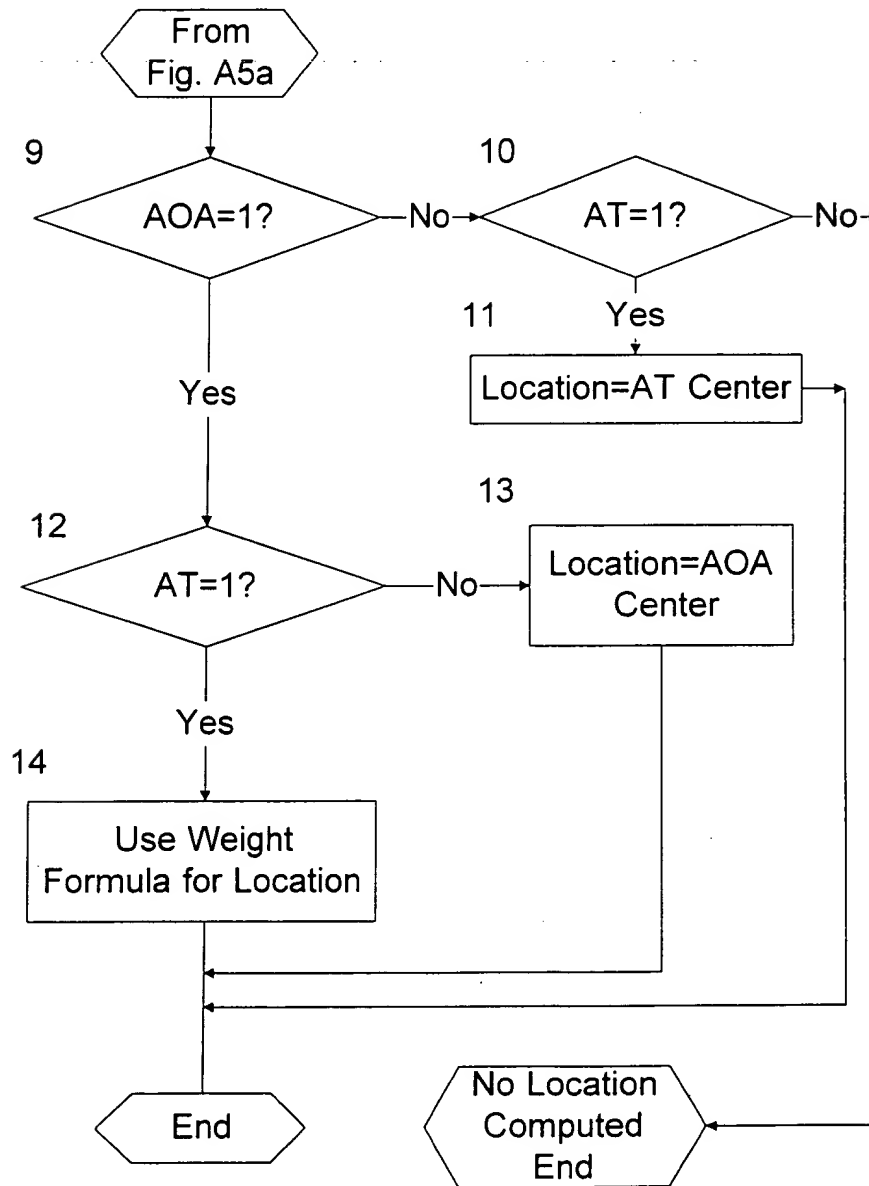 From
Fig. A5a
9
AOA=1?
No
10
AT=1?
No
Yes
11
Location=AT Center
Yes
12
AT=1?
No
13
Location=AOA
Center
Yes
14
Use Weight
Formula for Location
End
No Location
Computed
End